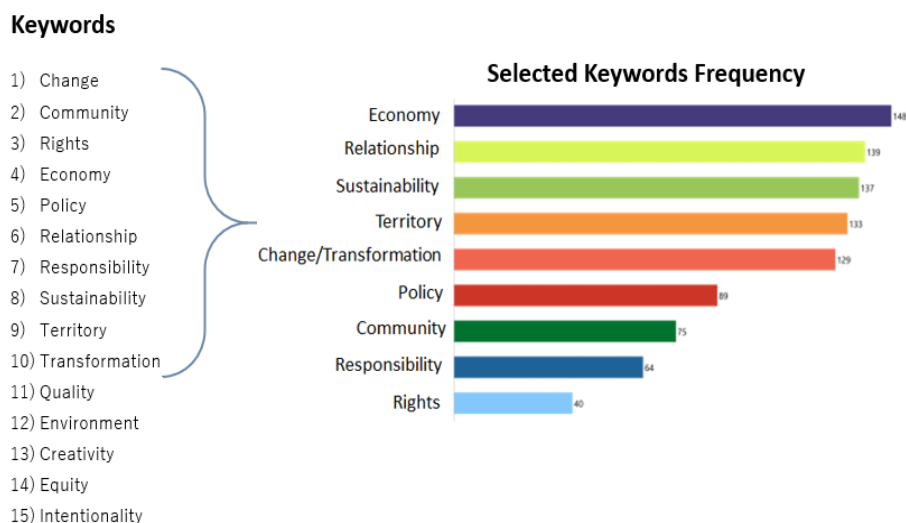 Keywords
1) Change
2) Community
3) Rights
4) Economy
5) Policy
6) Relationship
7) Responsibility
8) Sustainability
9) Territory
10) Transformation
11) Quality
12) Environment
13) Creativity
14) Equity
15) Intentionality
Selected Keywords Frequency
Economy 148
Relationship 139
Sustainability 137
Territory 133
Change/Transformation 129
Policy 89
Community 75
Responsibility 64
Rights 40